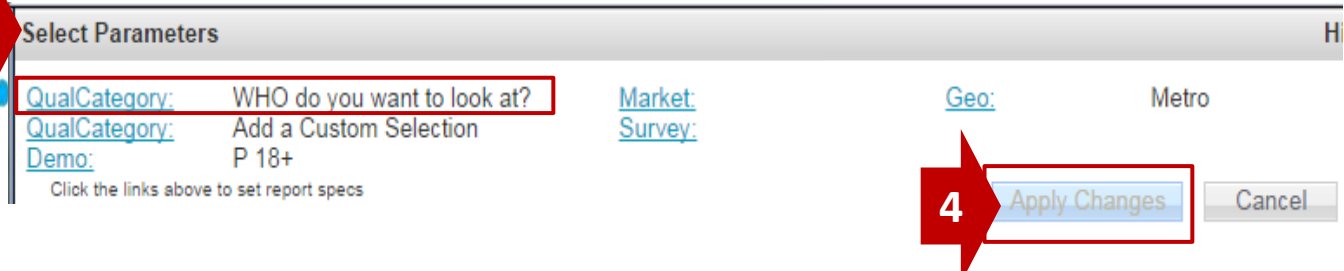 Select Parameters Hi
QualCategory: WHO do you want to look at? Market: Geo: Metro
QualCategory: Add a Custom Selection Survey:
Demo: P 18+
Click the links above to set report specs
4 Apply Changes Cancel